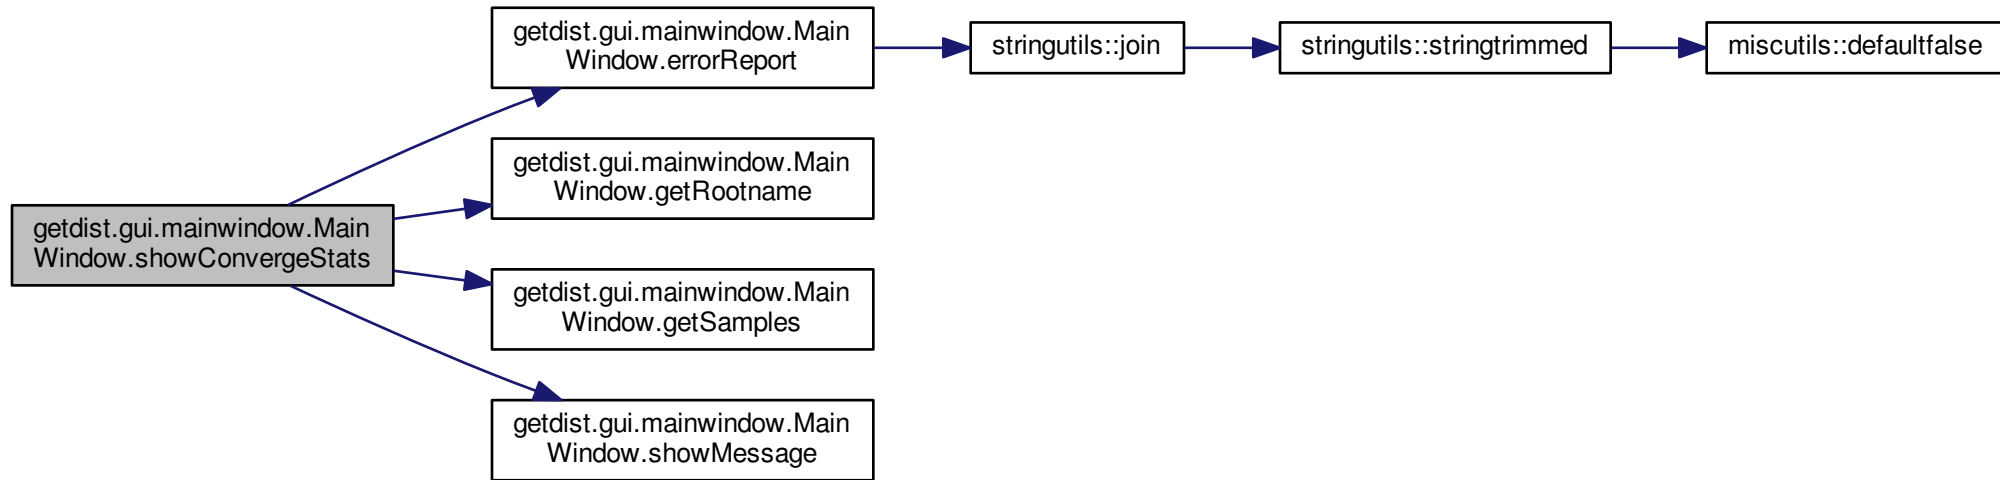 getdist.gui.mainwindow.Main
Window.showConvergeStats
getdist.gui.mainwindow.Main
Window.errorReport
stringutils::join
stringutils::stringtrimmed
miscutils::defaultfalse
getdist.gui.mainwindow.Main
Window.getRootname
getdist.gui.mainwindow.Main
Window.getSamples
getdist.gui.mainwindow.Main
Window.showMessage